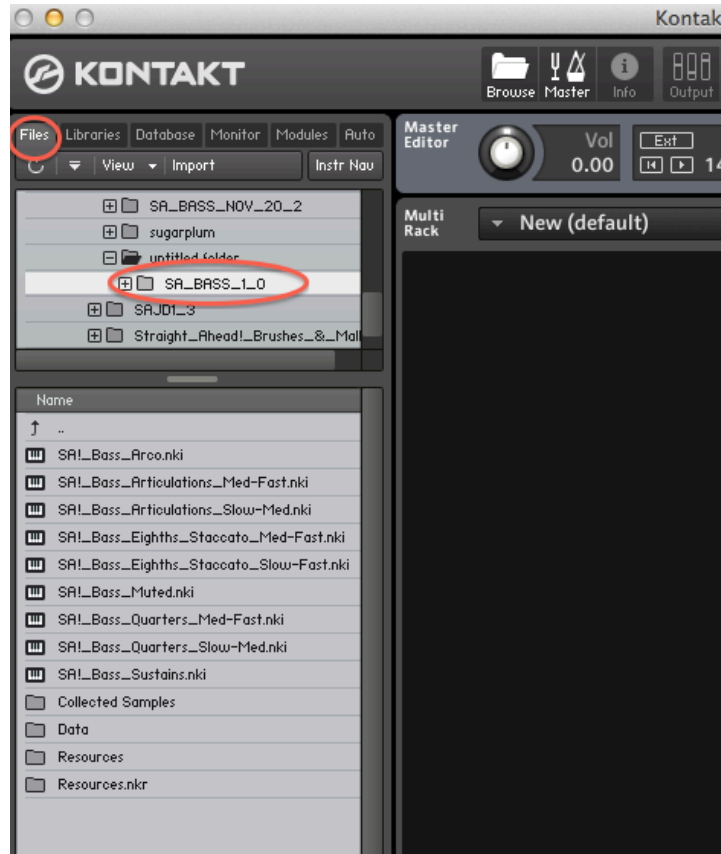 Kontak
KONTAKT
Browse Master Info Output
Files Libraries Database Monitor Modules Auto
View Import Instr Nav
Master Editor
Vol
0.00
Ext
14
SA_BASS_NOV_20_2
sugarplum
untitled folder
SA_BASS_1_0
SAJD1_3
Straight_Ahead!_Brushes_&_Mall
Multi Rack
New (default)
Name
..
SA!_Bass_Arco.nki
SA!_Bass_Articulations_Med-Fast.nki
SA!_Bass_Articulations_Slow-Med.nki
SA!_Bass_Eighths_Staccato_Med-Fast.nki
SA!_Bass_Eighths_Staccato_Slow-Fast.nki
SA!_Bass_Muted.nki
SA!_Bass_Quarters_Med-Fast.nki
SA!_Bass_Quarters_Slow-Med.nki
SA!_Bass_Sustains.nki
Collected Samples
Data
Resources
Resources.nkr